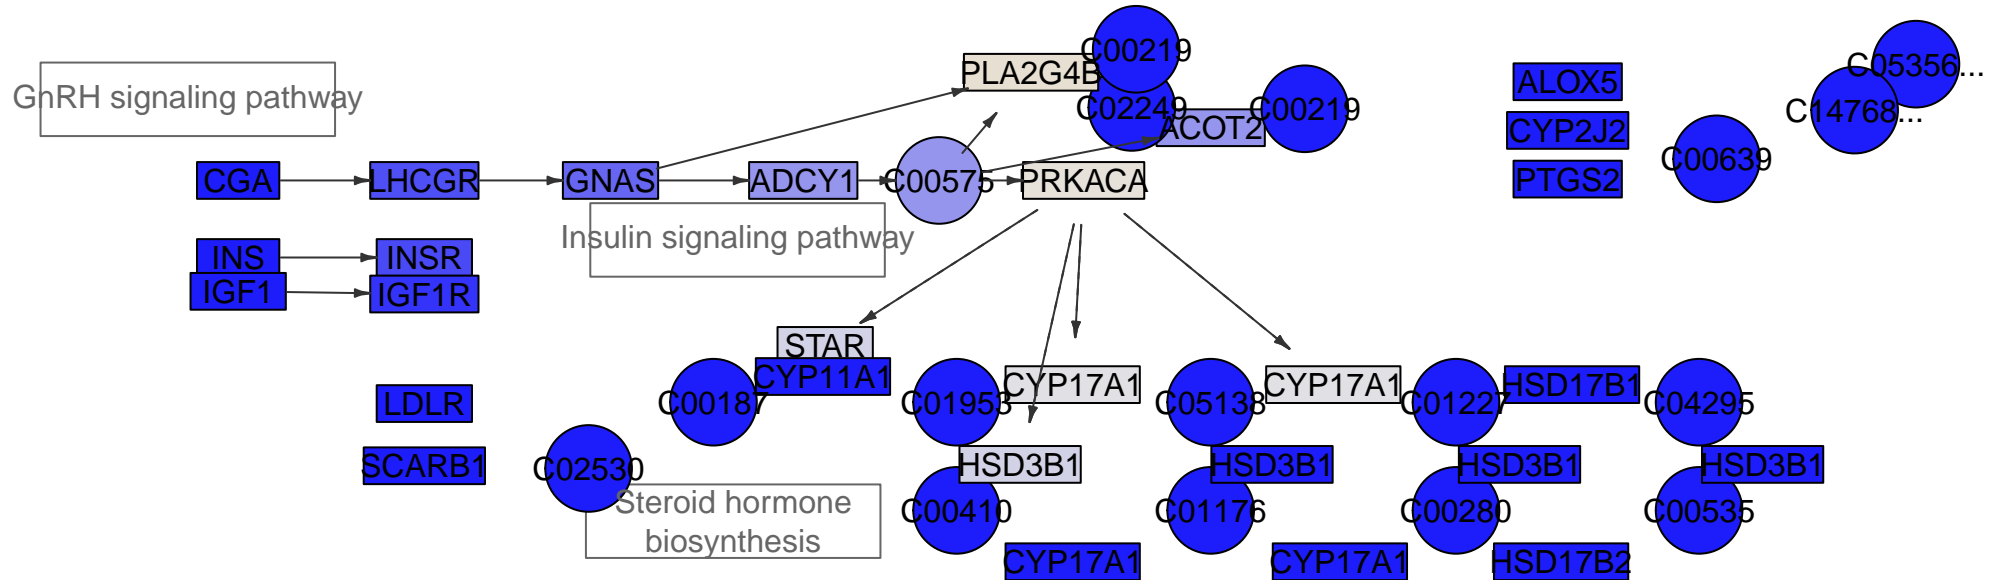 C00219
C05356...
PLA2G4B
ALOX5
GnRH signaling pathway
C02249
C00219
C14768...
ACOT2
CYP2J2
C00639
CGA
LHCGR
GNAS
ADCY1
C00575
PRKACA
PTGS2
Insulin signaling pathway
INS
INSR
IGF1
IGF1R
STAR
CYP11A1
CYP17A1
CYP17A1
HSD17B1
LDLR
C00187
C01953
C05138
C01227
C04295
SCARB1
C02530
HSD3B1
HSD3B1
HSD3B1
HSD3B1
Steroid hormone
biosynthesis
C00410
C01176
C00280
C00535
CYP17A1
CYP17A1
HSD17B2